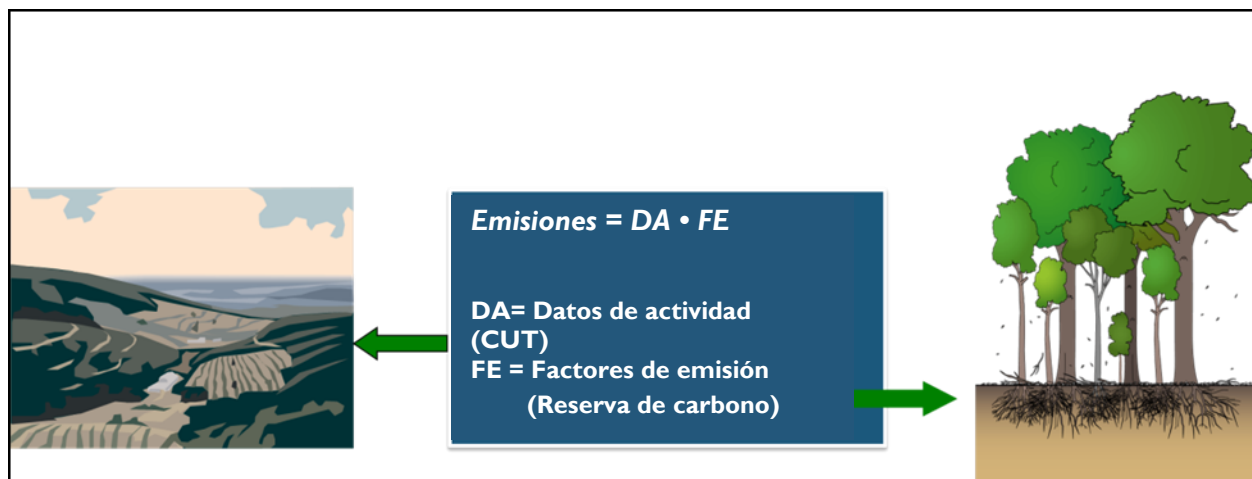 Emisiones = DA • FE
DA= Datos de actividad
(CUT)
FE = Factores de emisión
(Reserva de carbono)